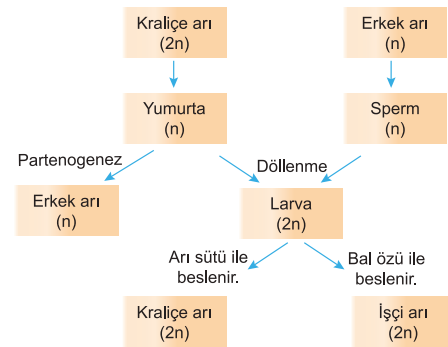 Kraliçe arı
(2n)
Erkek arı
(n)
Yumurta
(n)
Sperm
(n)
Partenogenez
Döllenme
Erkek arı
(n)
Larva
(2n)
Arı sütü ile
beslenir.
Bal özü ile
beslenir.
Kraliçe arı
(2n)
İşçi arı
(2n)